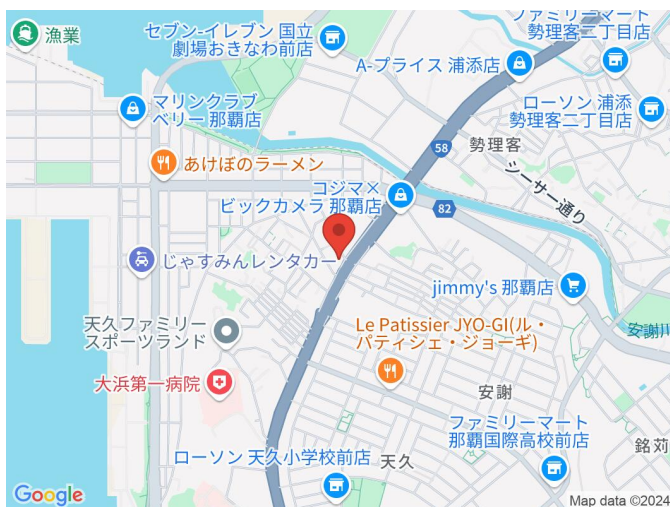 漁業
セブン-イレブン 国立
劇場おきなわ前店
ファミリーマート
勢理客二丁目店
A-プライス 浦添店
マリンクラブ
ベリー 那覇店
ローソン 浦添
勢理客二丁目店
58
勢理客
シーサー通り
あけぼのラーメン
コジマ×
ビックカメラ 那覇店
82
じゃすみんレンタカー
jimmy's 那覇店
天久ファミリー
スポーツランド
Le Patissier JYO-GI(ル・
パティシェ・ジョーギ)
安謝川
大浜第一病院
安謝
ファミリーマート
那覇国際高校前店
銘苅
ローソン 天久小学校前店
天久
Google
Map data ©2024